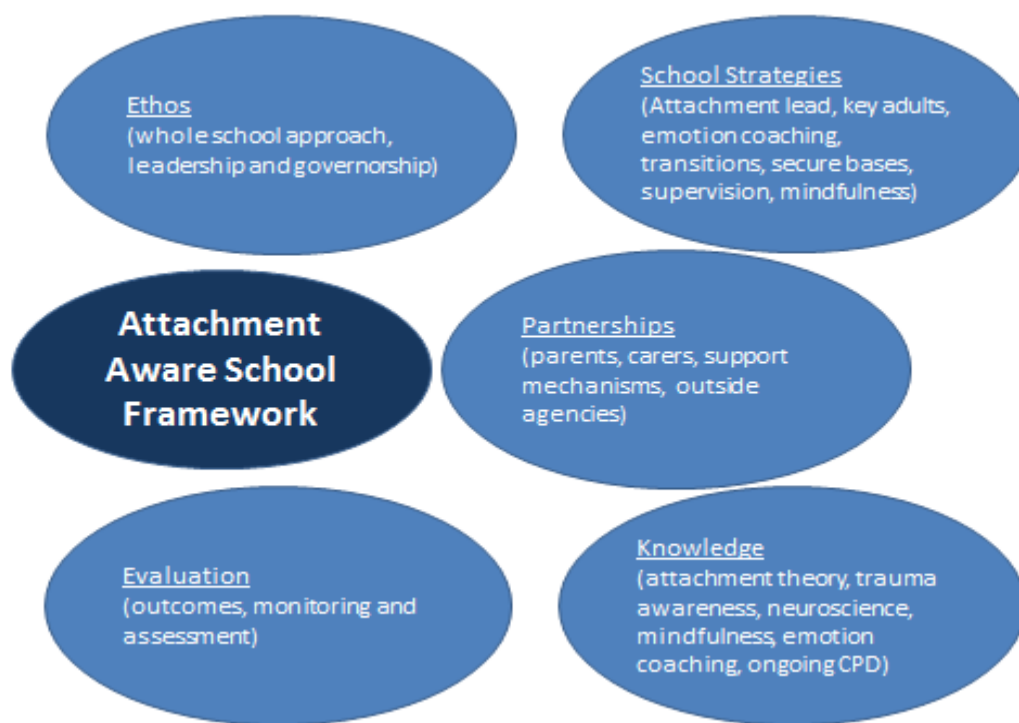 Ethos
(whole school approach,
leadership and governorship)
School Strategies
(Attachment lead, key adults,
emotion coaching,
transitions, secure bases,
supervision, mindfulness)
Attachment
Aware School
Framework
Partnerships
(parents, carers, support
mechanisms, outside
agencies)
Evaluation
(outcomes, monitoring and
assessment)
Knowledge
(attachment theory, trauma
awareness, neuroscience,
mindfulness, emotion
coaching, ongoing CPD)